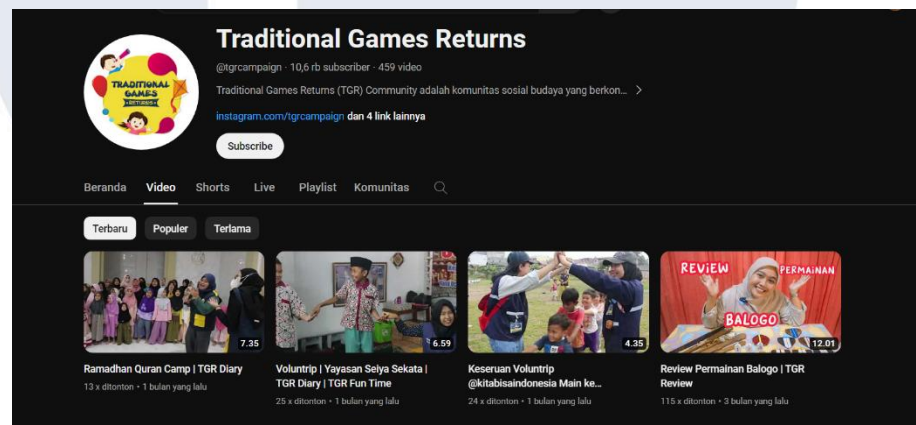 TRADITIONAL
GAMES
RETURNS
Traditional Games Returns
@tgrcampaign · 10,6 rb subscriber · 459 video
Traditional Games Returns (TGR) Community adalah komunitas sosial budaya yang berkon...
instagram.com/tgrcampaign dan 4 link lainnya
Subscribe
Beranda Video Shorts Live Playlist Komunitas
Terbaru Populer Terlama
7.35
6.59
4.35
REVIEW PERMAINAN
BALOGO
12.01
Ramadhan Quran Camp | TGR Diary
13 x ditonton • 1 bulan yang lalu
Voluntrip | Yayasan Seiya Sekata |
TGR Diary | TGR Fun Time
25 x ditonton • 1 bulan yang lalu
Keseruan Voluntrip
@kitabisaindonesia Main ke...
24 x ditonton • 1 bulan yang lalu
Review Permainan Balogo | TGR
Review
115 x ditonton • 3 bulan yang lalu